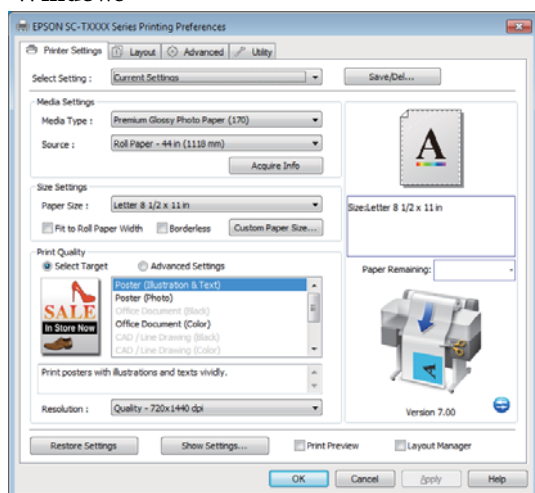 Windows
EPSON SC-TXXXX Series Printing Preferences
Printer Settings
Layout
Advanced
Utility
Select Setting :
Current Settings
Save/Del...
Media Settings
Media Type :
Premium Glossy Photo Paper (170)
Source :
Roll Paper - 44 in (1118 mm)
Acquire Info
Size Settings
Paper Size :
Letter 8 1/2 x 11 in
Fit to Roll Paper Width
Borderless
Custom Paper Size...
Print Quality
Select Target
Advanced Settings
SALE
In Store Now
Poster (Illustration & Text)
Poster (Photo)
Office Document (Black)
Office Document (Color)
CAD / Line Drawing (Black)
CAD / Line Drawing (Color)
Print posters with illustrations and texts vividly.
Resolution :
Quality - 720x1440 dpi
A
Size:Letter 8 1/2 x 11 in
Paper Remaining:
-
A
Version 7.00
Restore Settings
Show Settings...
Print Preview
Layout Manager
OK
Cancel
Apply
Help